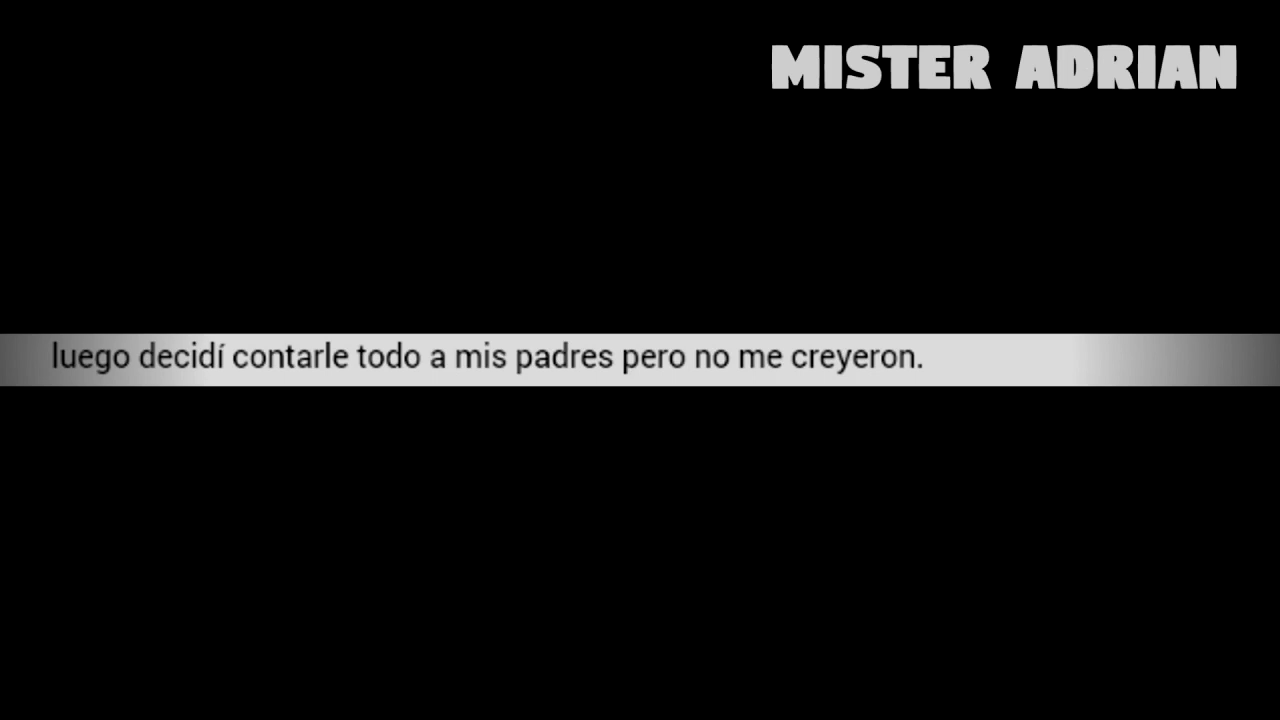 MISTER ADRIAN
luego decidí contarle todo a mis padres pero no me creyeron.